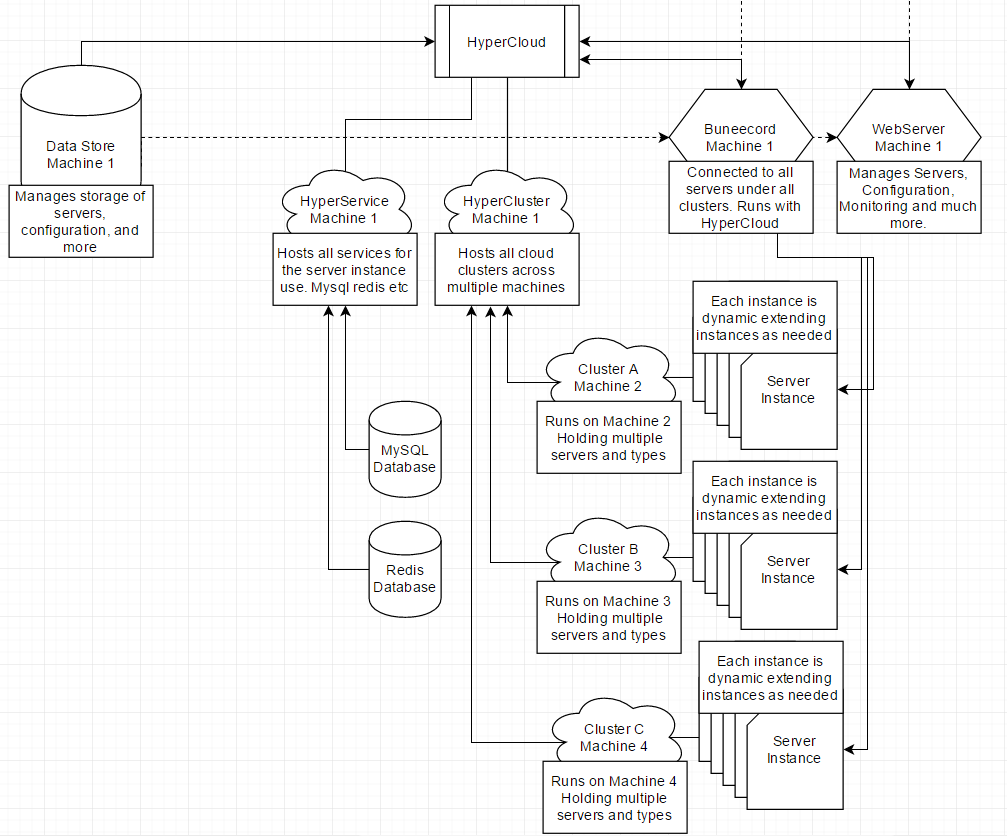 HyperCloud
Data Store
Machine 1
Manages storage of
servers,
configuration, and
more
HyperService
Machine 1
Hosts all services for
the server instance
use. Mysql redis etc
HyperCluster
Machine 1
Hosts all cloud
clusters across
multiple machines
Buneecord
Machine 1
Connected to all
servers under all
clusters. Runs with
HyperCloud
WebServer
Machine 1
Manages Servers,
Configuration,
Monitoring and much
more.
MySQL
Database
Redis
Database
Cluster A
Machine 2
Runs on Machine 2
Holding multiple
servers and types
Each instance is
dynamic extending
instances as needed
Server
Instance
Cluster B
Machine 3
Runs on Machine 3
Holding multiple
servers and types
Each instance is
dynamic extending
instances as needed
Server
Instance
Cluster C
Machine 4
Runs on Machine 4
Holding multiple
servers and types
Each instance is
dynamic extending
instances as needed
Server
Instance